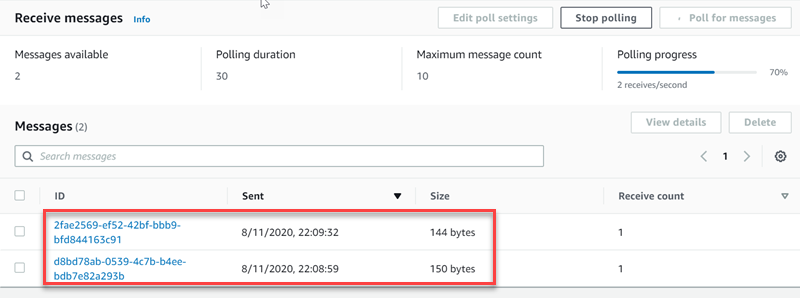 Receive messages Info Edit poll settings Stop polling Poll for messages
Messages available Polling duration Maximum message count Polling progress
2 30 10 70%
2 receives/second
Messages (2) View details Delete
Search messages 1
ID Sent Size Receive count
2fae2569-ef52-42bf-bbb9-
bfd844163c91 8/11/2020, 22:09:32 144 bytes 1
d8bd78ab-0539-4c7b-b4ee-
bdb7e82a293b 8/11/2020, 22:08:59 150 bytes 1